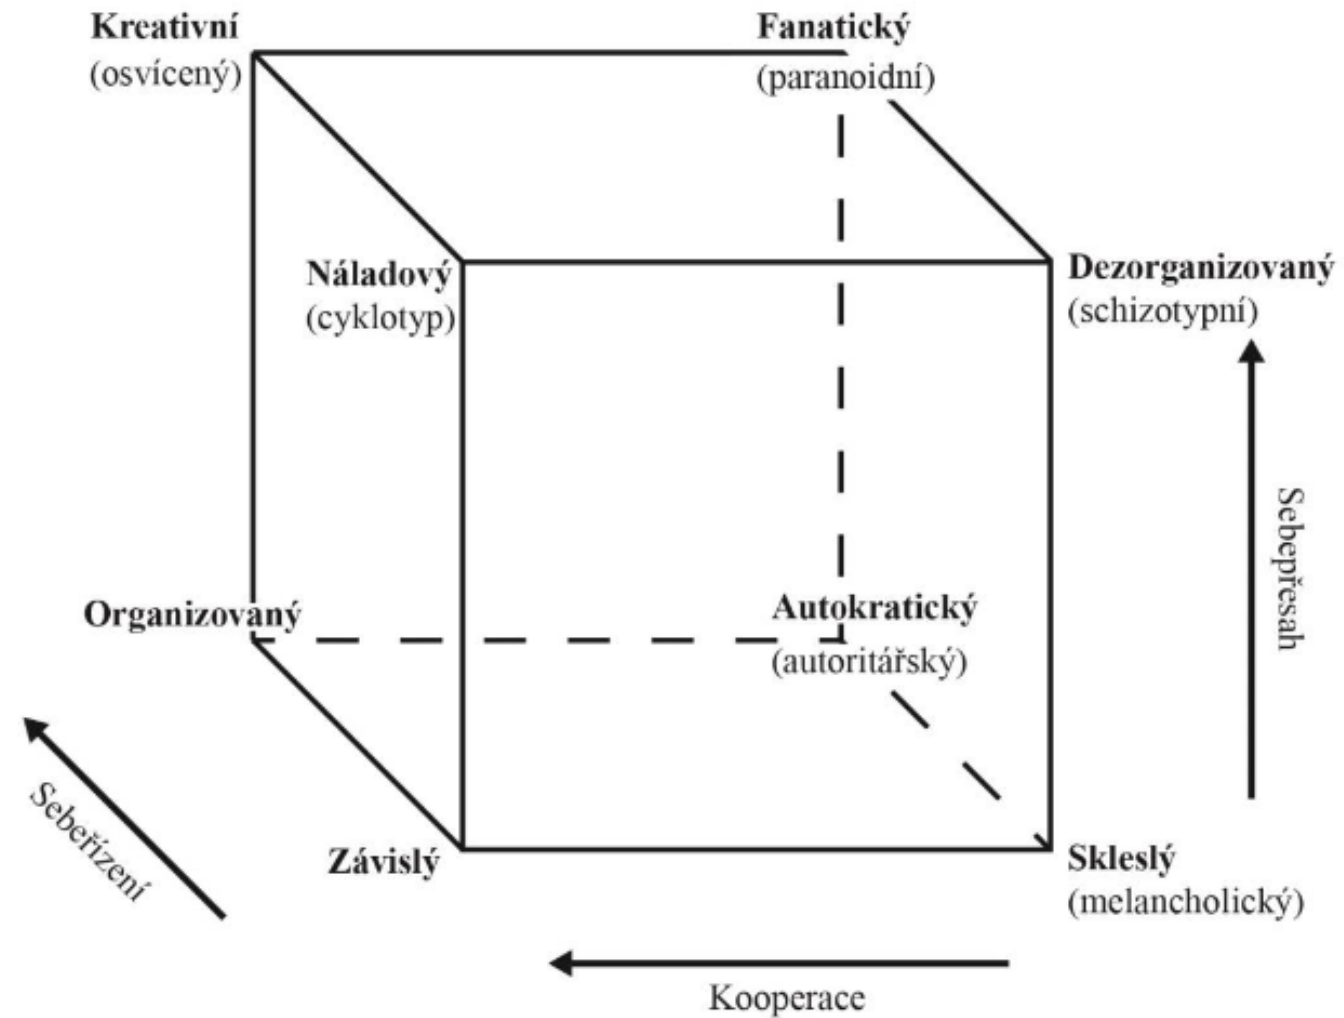 Kreativní
(osvícený)
Fanatický
(paranoidní)
Náladový
(cyklotyp)
Dezorganizovaný
(schizotypní)
Sebepřesah
Organizovaný
Autokratický
(autoritářský)
Sebeřízení
Závislý
Skleslý
(melancholický)
Kooperace